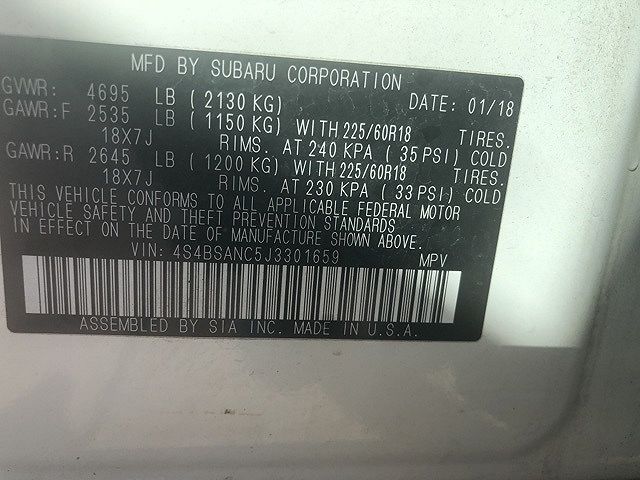 MFD BY SUBARU CORPORATION
GVWR: 4695 LB (2130 KG) DATE: 01/18
GAWR:F 2535 LB (1150 KG) WITH 225/60R18 TIRES.
18X7J RIMS. AT 240 KPA (35 PSI) COLD
GAWR:R 2645 LB (1200 KG) WITH 225/60R18 TIRES.
18X7J RIMS. AT 230 KPA (33 PSI) COLD
THIS VEHICLE CONFORMS TO ALL APPLICABLE FEDERAL MOTOR
VEHICLE SAFETY AND THEFT PREVENTION STANDARDS
IN EFFECT ON THE DATE OF MANUFACTURE SHOWN ABOVE.
VIN: 4S4BSANC5J3301659 MPV
ASSEMBLED BY SIA INC. MADE IN U.S.A.